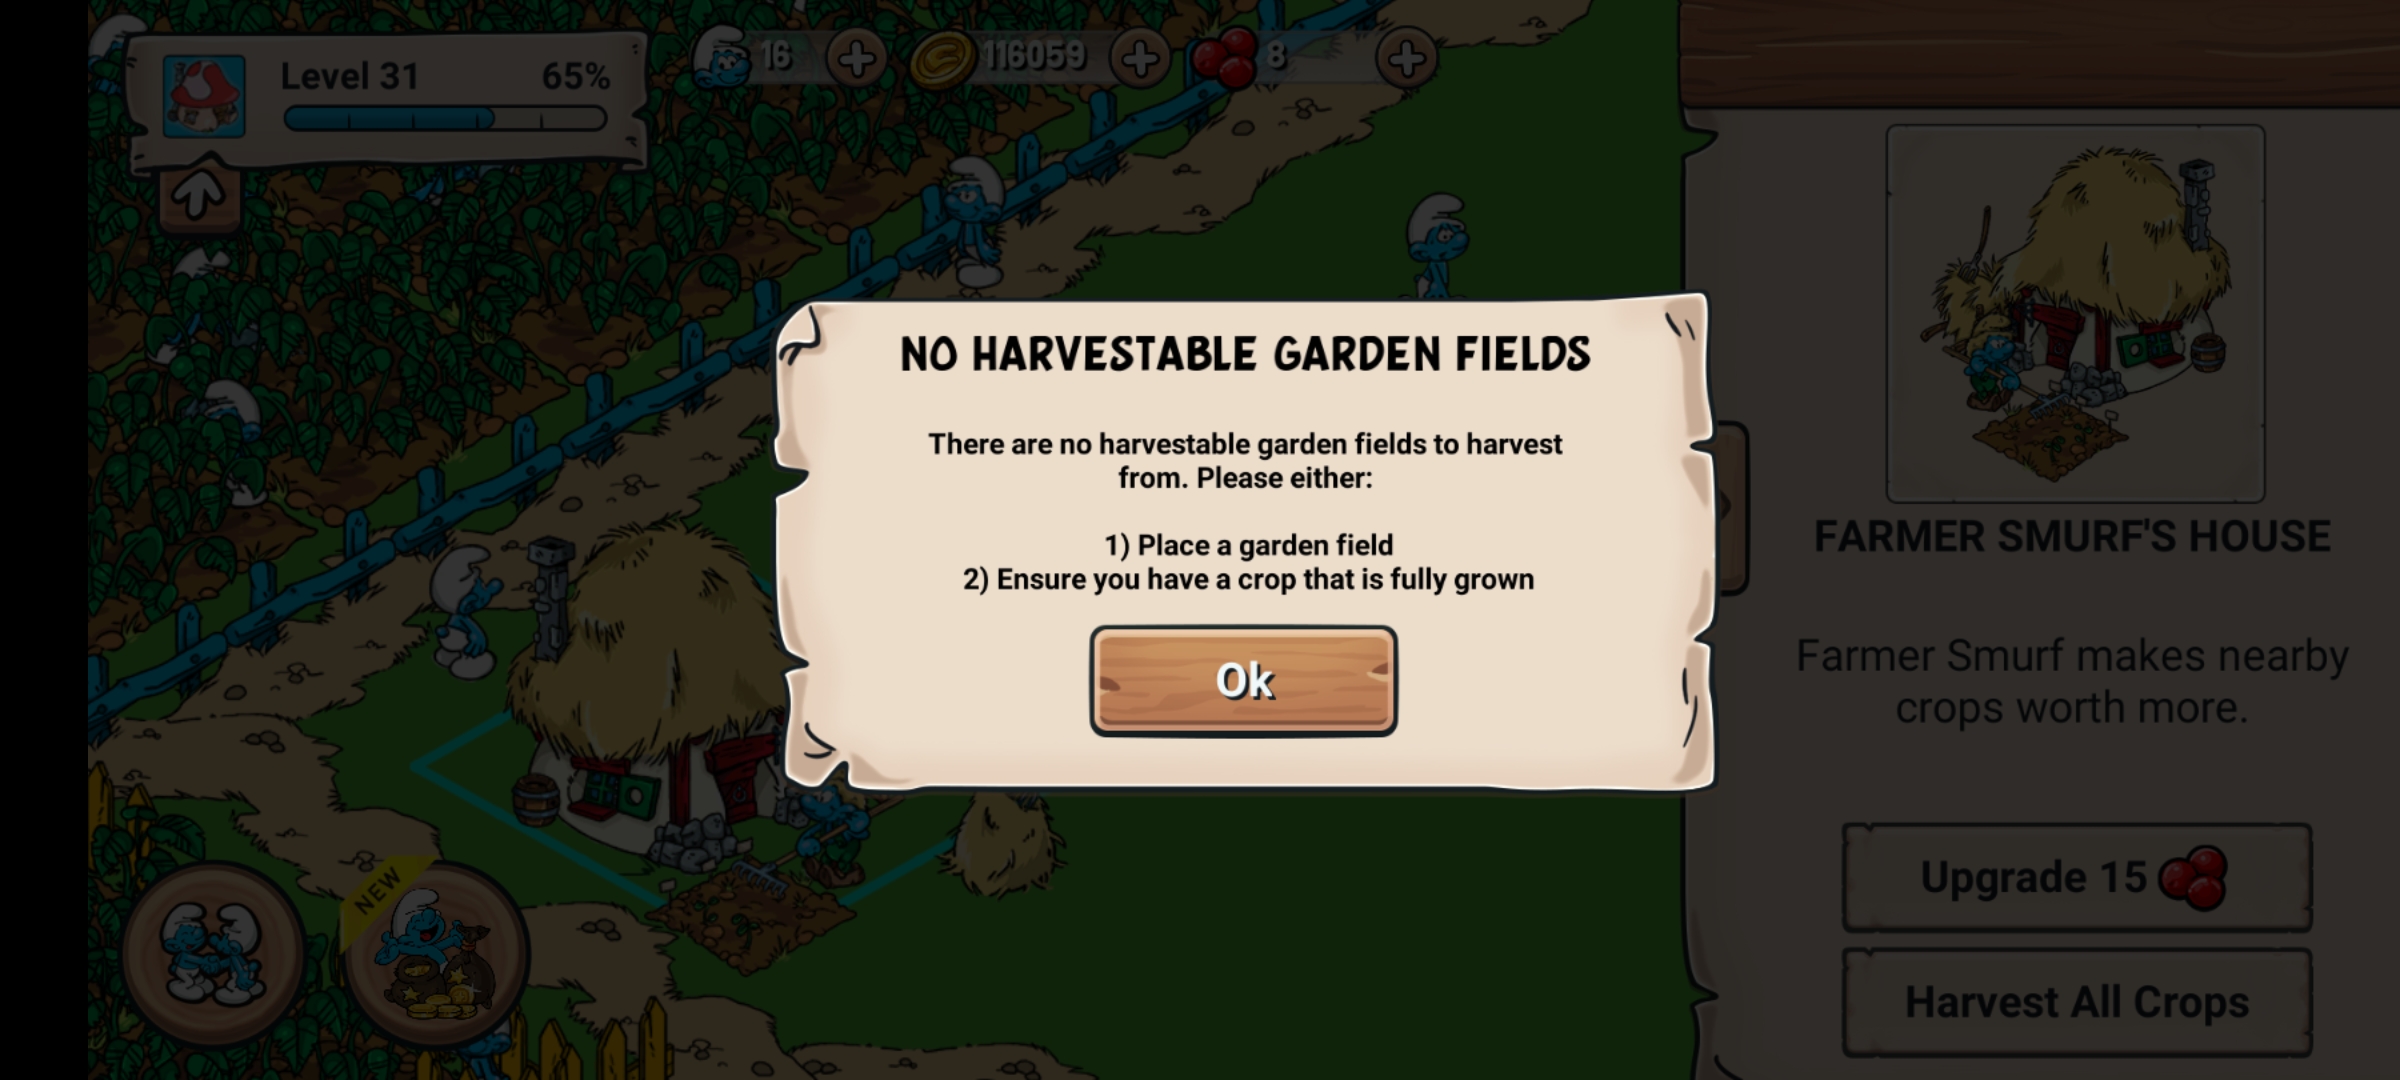 Level 31 65%
16
116059
8
NO HARVESTABLE GARDEN FIELDS
There are no harvestable garden fields to harvest
from. Please either:
1) Place a garden field
2) Ensure you have a crop that is fully grown
Ok
FARMER SMURF'S HOUSE
Farmer Smurf makes nearby
crops worth more.
Upgrade 15
Harvest All Crops
NEW